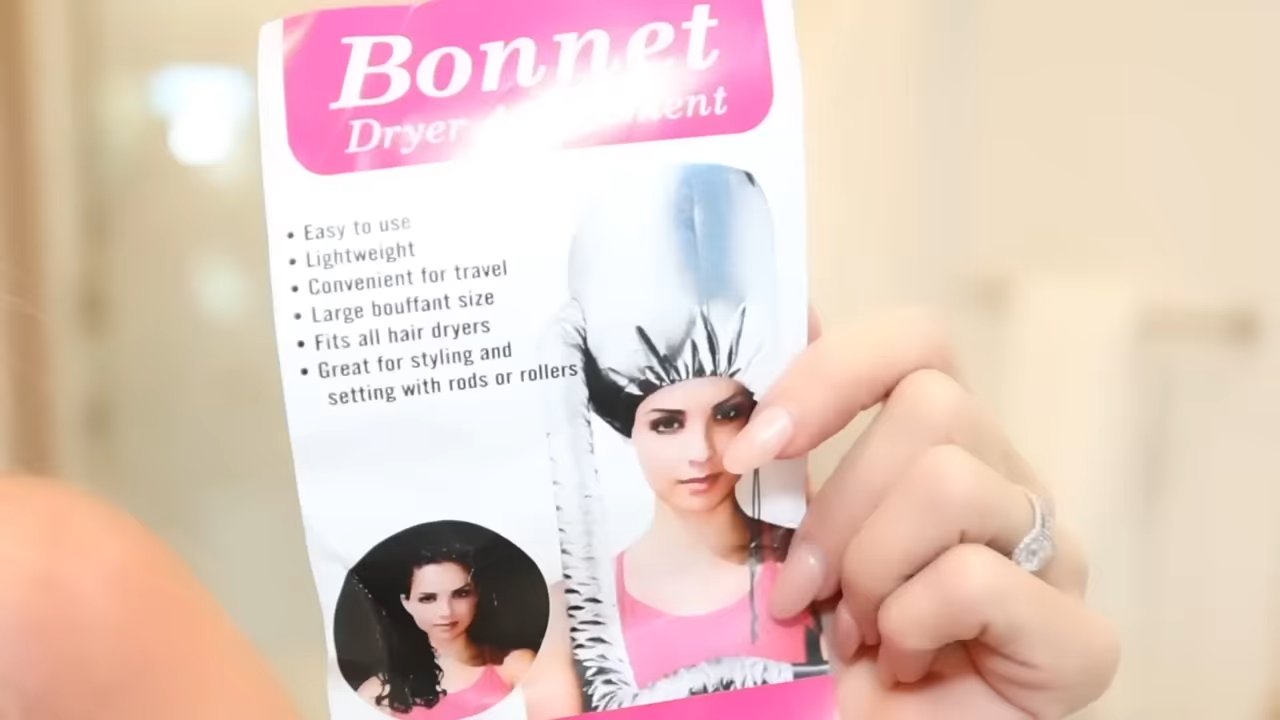 Bonnet
Dryer
• Easy to use
• Lightweight
• Convenient for travel
• Large bouffant size
• Fits all hair dryers
• Great for styling and
setting with rods or rollers